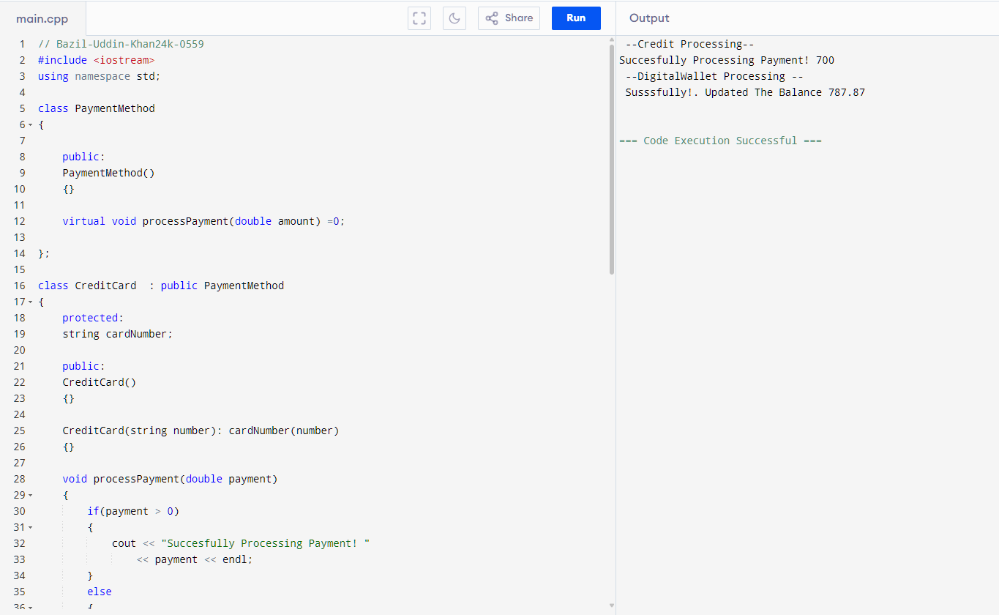 main.cpp
Share
Run
Output
1 // Bazil-Uddin-Khan24k-0559
2 #include <iostream>
3 using namespace std;
4
5 class PaymentMethod
6 {
7
8 public:
9 PaymentMethod()
10 {}
11
12 virtual void processPayment(double amount) =0;
13
14 };
15
16 class CreditCard  : public PaymentMethod
17 {
18 protected:
19 string cardNumber;
20
21 public:
22 CreditCard()
23 {}
24
25 CreditCard(string number): cardNumber(number)
26 {}
27
28 void processPayment(double payment)
29 {
30 if(payment > 0)
31 {
32 cout << "Succesfully Processing Payment! "
33 << payment << endl;
34 }
35 else
36 {
--Credit Processing--
Succesfully Processing Payment! 700
--DigitalWallet Processing --
Susssfully!. Updated The Balance 787.87
=== Code Execution Successful ===